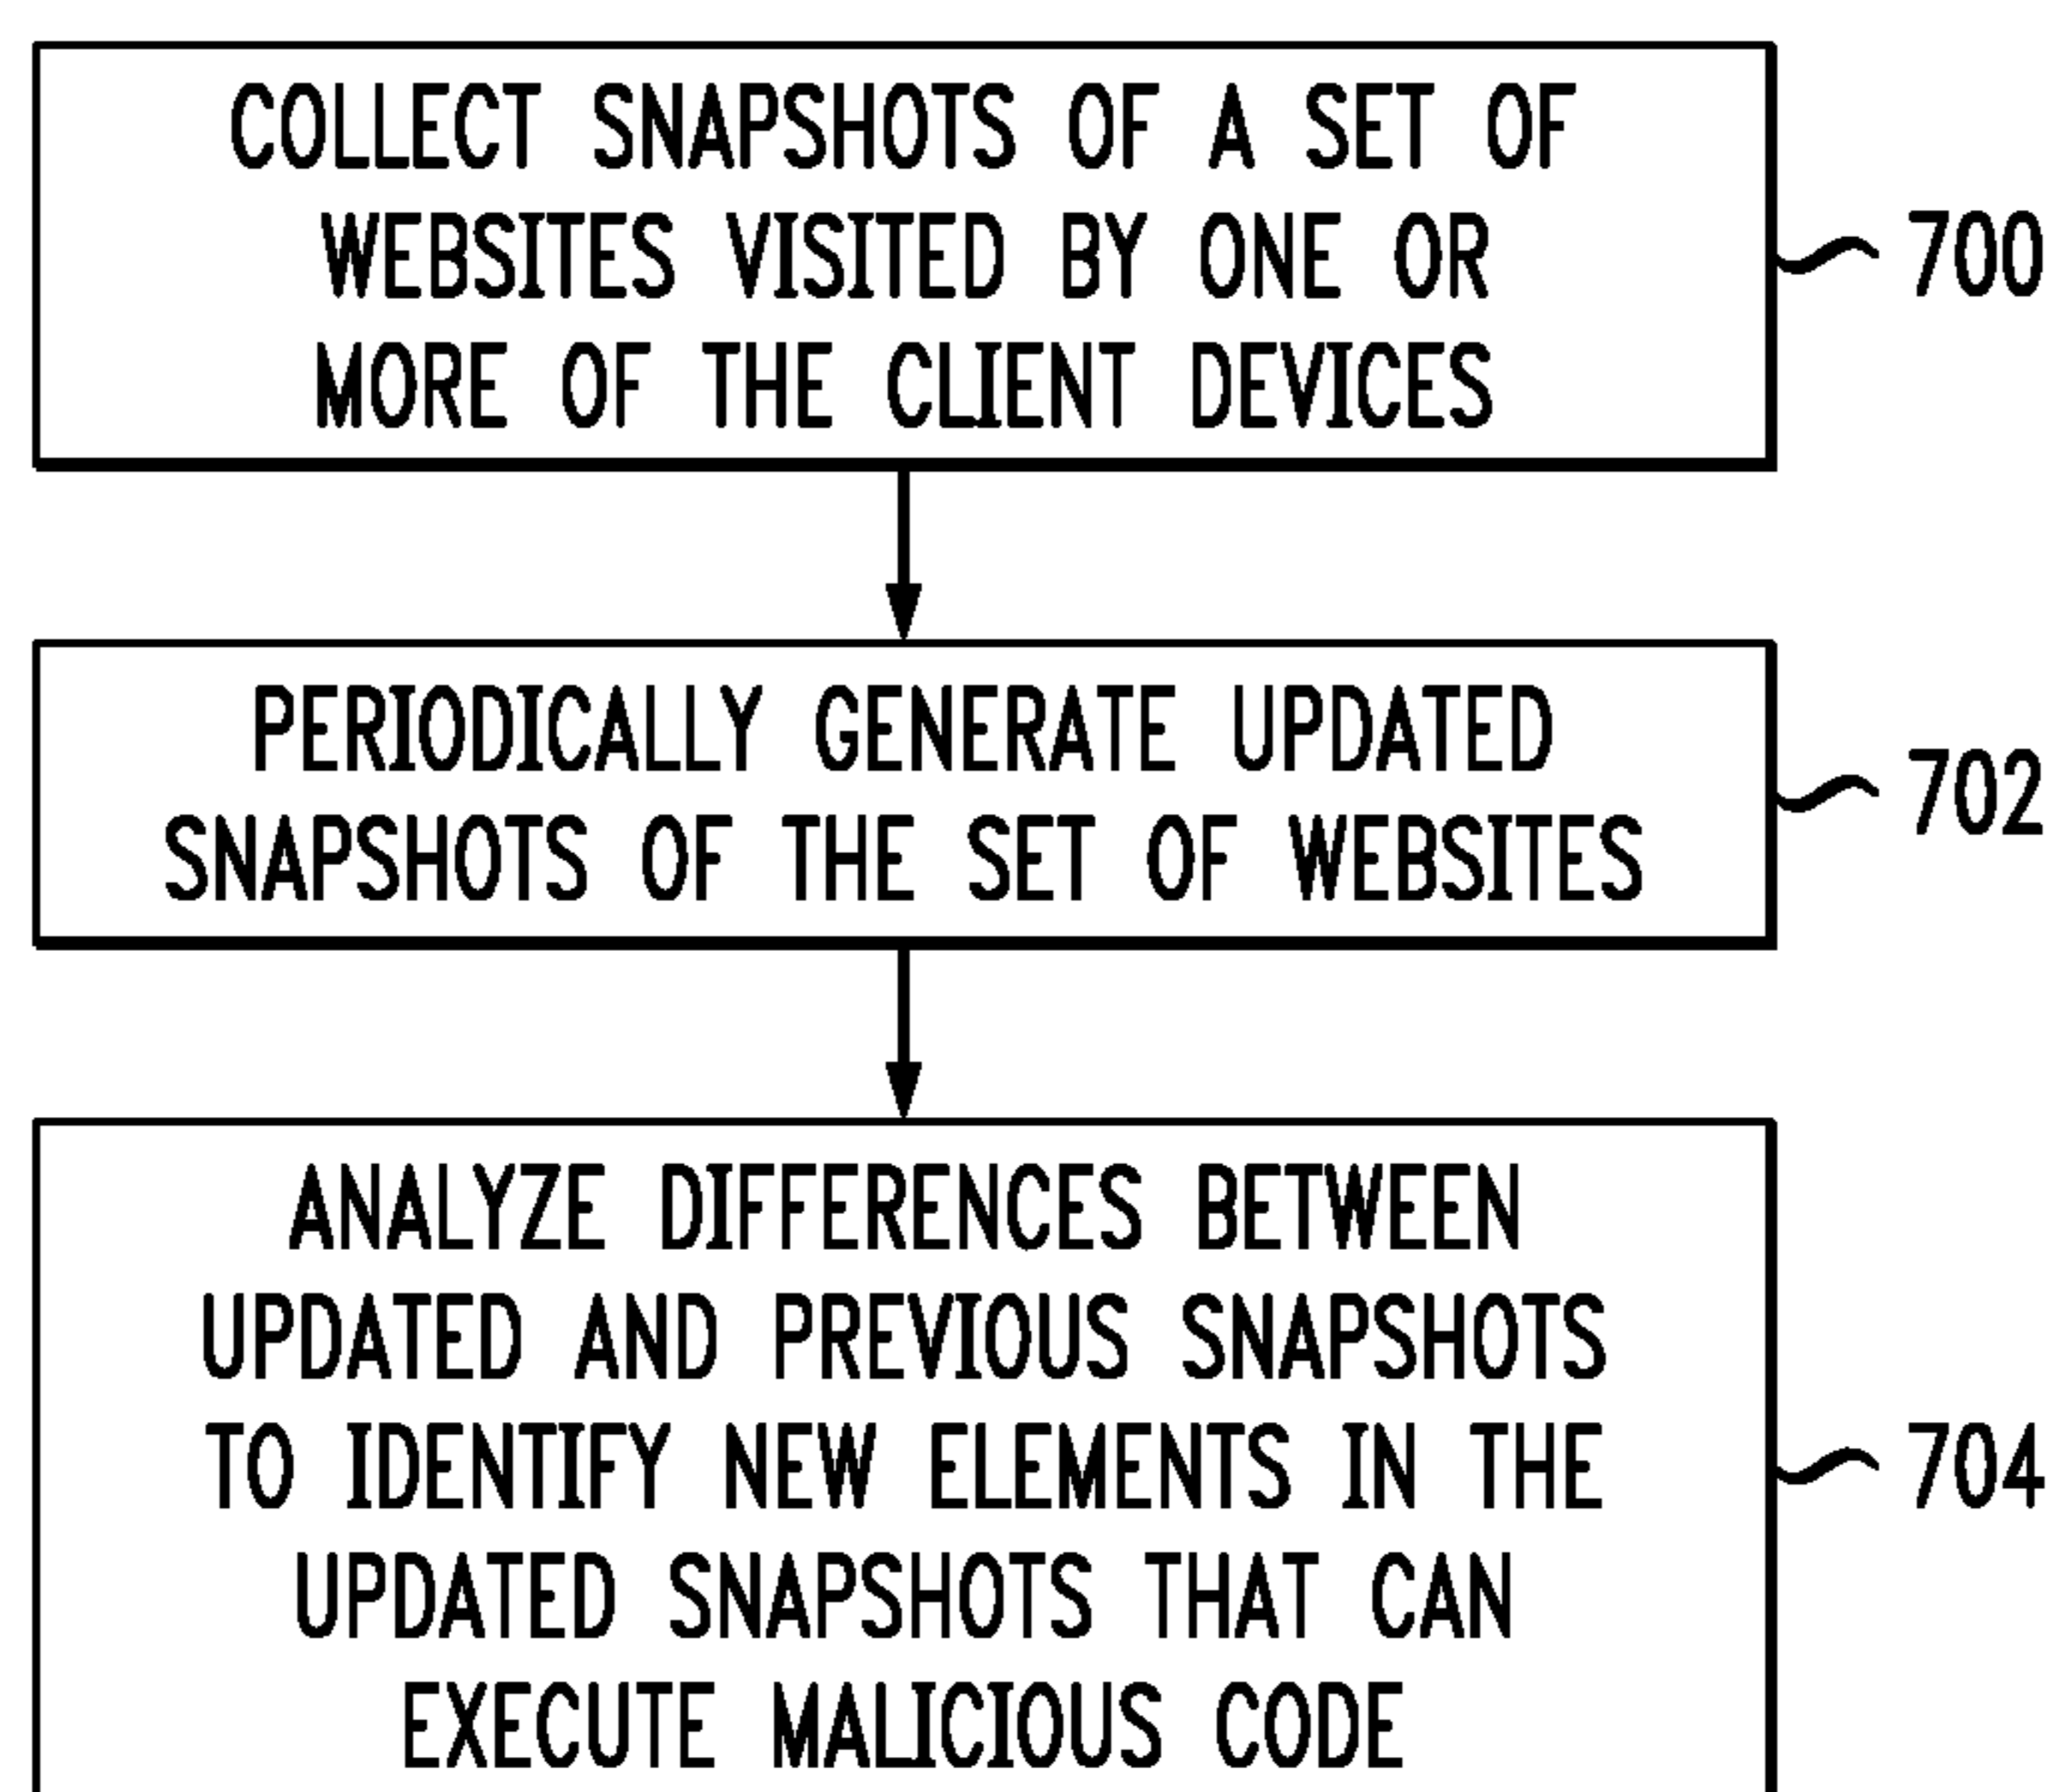 COLLECT SNAPSHOTS OF A SET OF
WEBSITES VISITED BY ONE OR
MORE OF THE CLIENT DEVICES
700
PERIODICALLY GENERATE UPDATED
SNAPSHOTS OF THE SET OF WEBSITES
702
ANALYZE DIFFERENCES BETWEEN
UPDATED AND PREVIOUS SNAPSHOTS
TO IDENTIFY NEW ELEMENTS IN THE
UPDATED SNAPSHOTS THAT CAN
EXECUTE MALICIOUS CODE
704